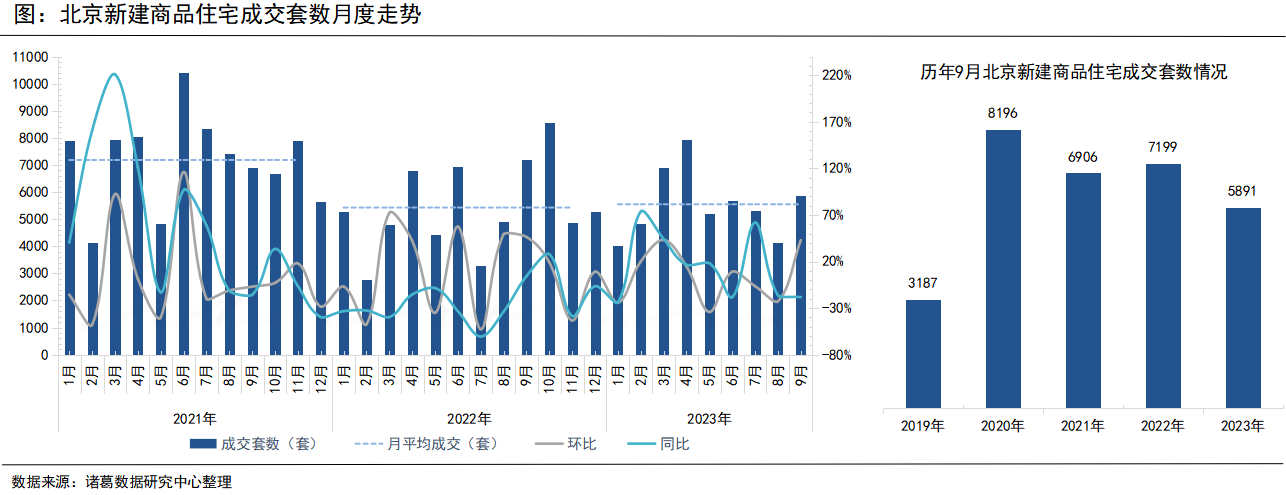 图：北京新建商品住宅成交套数月度走势
11000
10000
9000
8000
7000
6000
5000
4000
3000
2000
1000
0
220%
170%
120%
70%
20%
-30%
-80%
1月 2月 3月 4月 5月 6月 7月 8月 9月 10月 11月 12月 1月 2月 3月 4月 5月 6月 7月 8月 9月 10月 11月 12月 1月 2月 3月 4月 5月 6月 7月 8月 9月
2021年 2022年 2023年
成交套数（套） 月平均成交（套） 环比 同比
历年9月北京新建商品住宅成交套数情况
3187 8196 6906 7199 5891
2019年 2020年 2021年 2022年 2023年
数据来源：诸葛数据研究中心整理